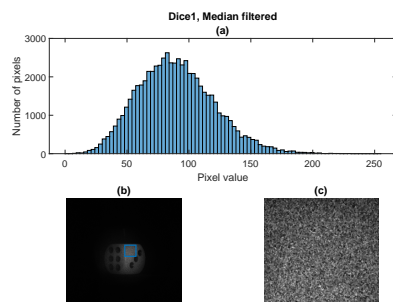 Dice1, Median filtered
(a)
3000
2000
1000
0
Number of pixels
0
50
100
150
200
250
Pixel value
(b)
(c)